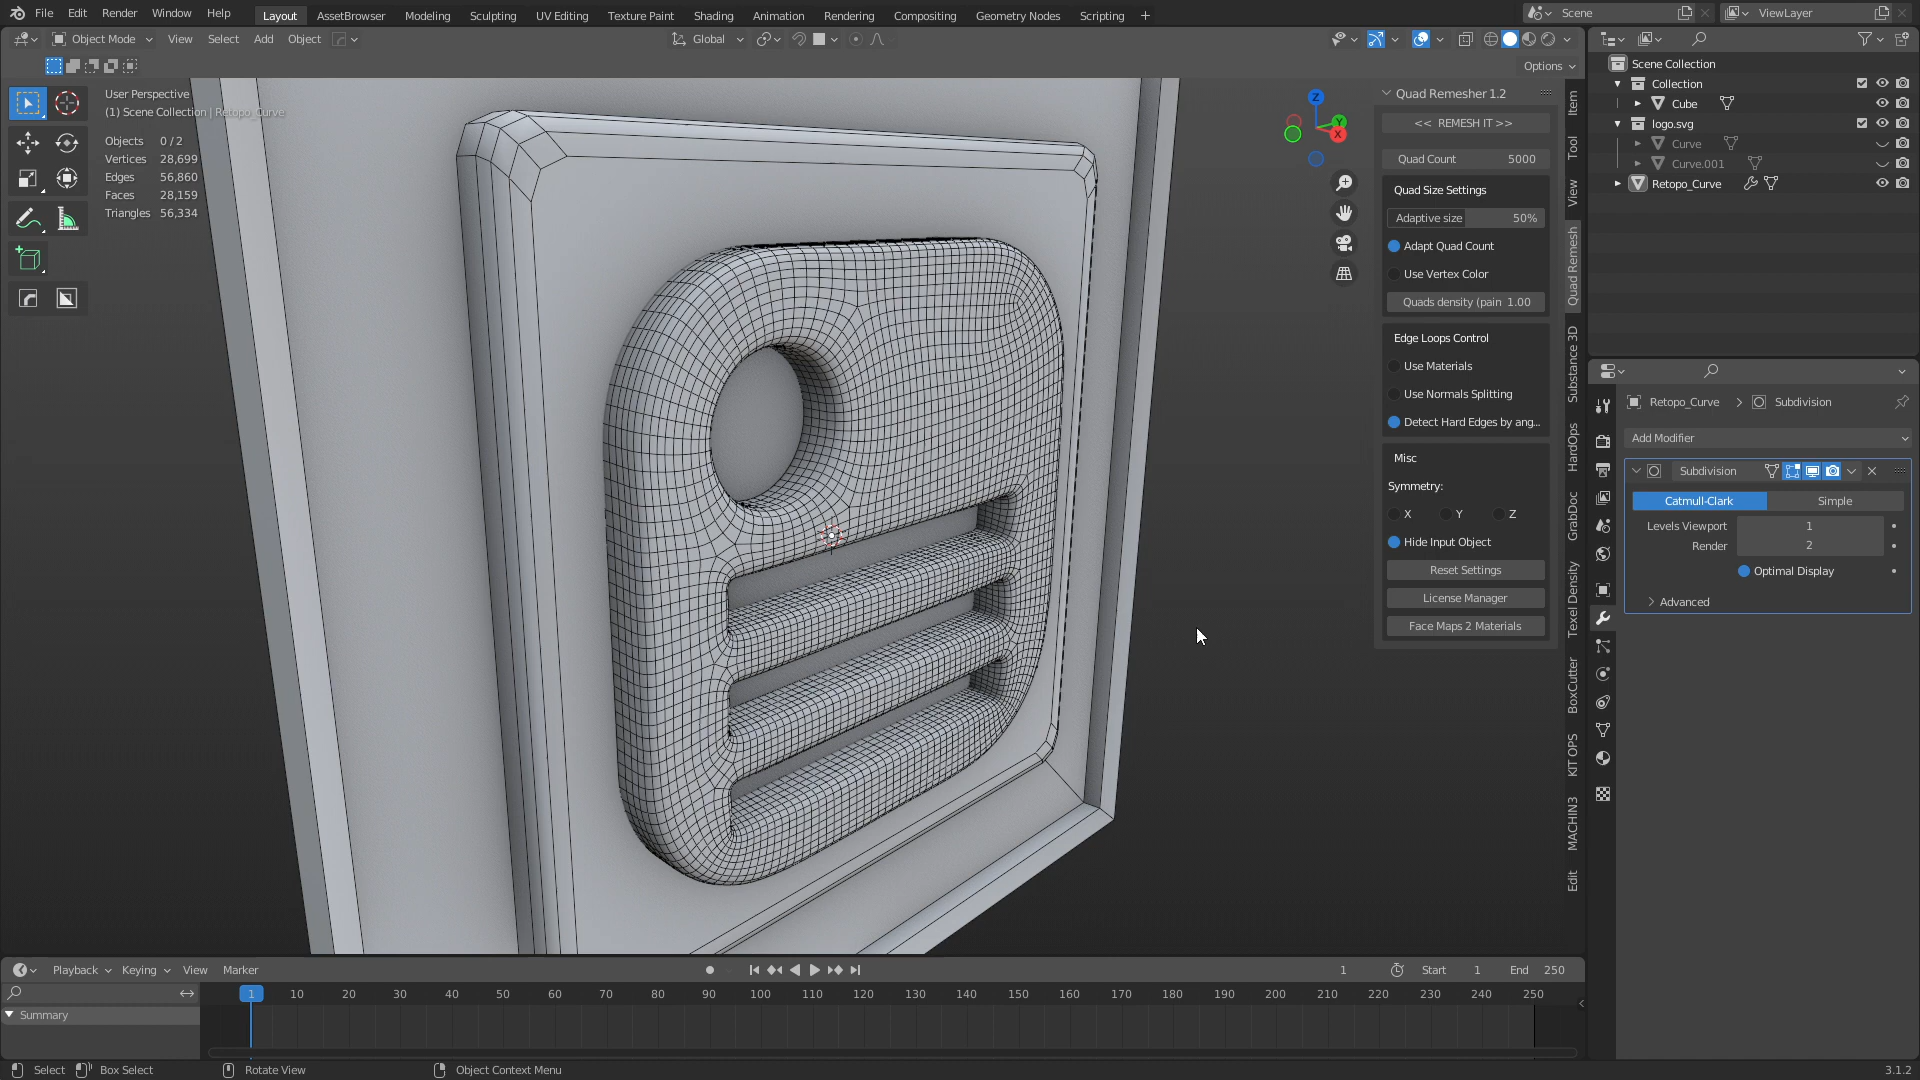 File Edit Render Window Help Layout AssetBrowser Modeling Sculpting UV Editing Texture Paint Shading Animation Rendering Compositing Geometry Nodes Scripting + Scene ViewLayer
Object Mode View Select Add Object Global
Options
User Perspective
(1) Scene Collection | Retopo_Curve
Objects 0 / 2
Vertices 28,699
Edges 56,860
Faces 28,159
Triangles 56,334
Z
Y
X
Quad Remesher 1.2
<< REMESH IT >>
Quad Count 5000
Quad Size Settings
Adaptive size 50%
Adapt Quad Count
Use Vertex Color
Quads density (pain 1.00
Edge Loops Control
Use Materials
Use Normals Splitting
Detect Hard Edges by ang...
Misc
Symmetry:
X Y Z
Hide Input Object
Reset Settings
License Manager
Face Maps 2 Materials
Item
Tool
View
Quad Remesh
Substance 3D
HardOps
GrabDoc
Texel Density
BoxCutter
KIT OPS
MACHIN3
Edit
Scene Collection
Collection
Cube
logo.svg
Curve
Curve.001
Retopo_Curve
Retopo_Curve > Subdivision
Add Modifier
Subdivision
Catmull-Clark Simple
Levels Viewport 1
Render 2
Optimal Display
Advanced
Playback Keying View Marker 1 Start 1 End 250
1 10 20 30 40 50 60 70 80 90 100 110 120 130 140 150 160 170 180 190 200 210 220 230 240 250
Summary
Select Box Select Rotate View Object Context Menu 3.1.2